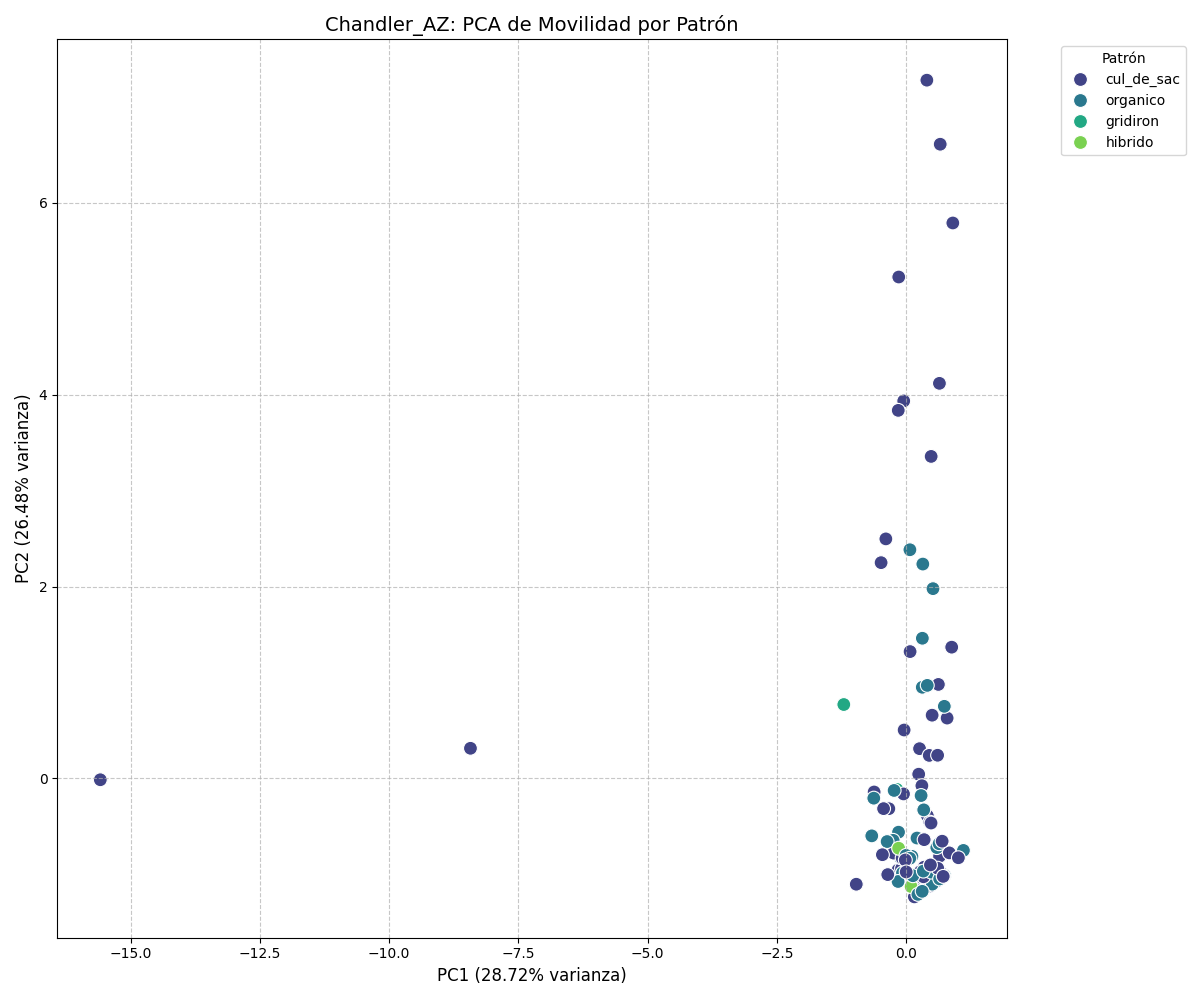 Chandler_AZ: PCA de Movilidad por Patrón
Patrón
cul_de_sac
organico
gridiron
hibrido
PC2 (26.48% varianza)
6
4
2
0
−15.0
−12.5
−10.0
−7.5
−5.0
−2.5
0.0
PC1 (28.72% varianza)